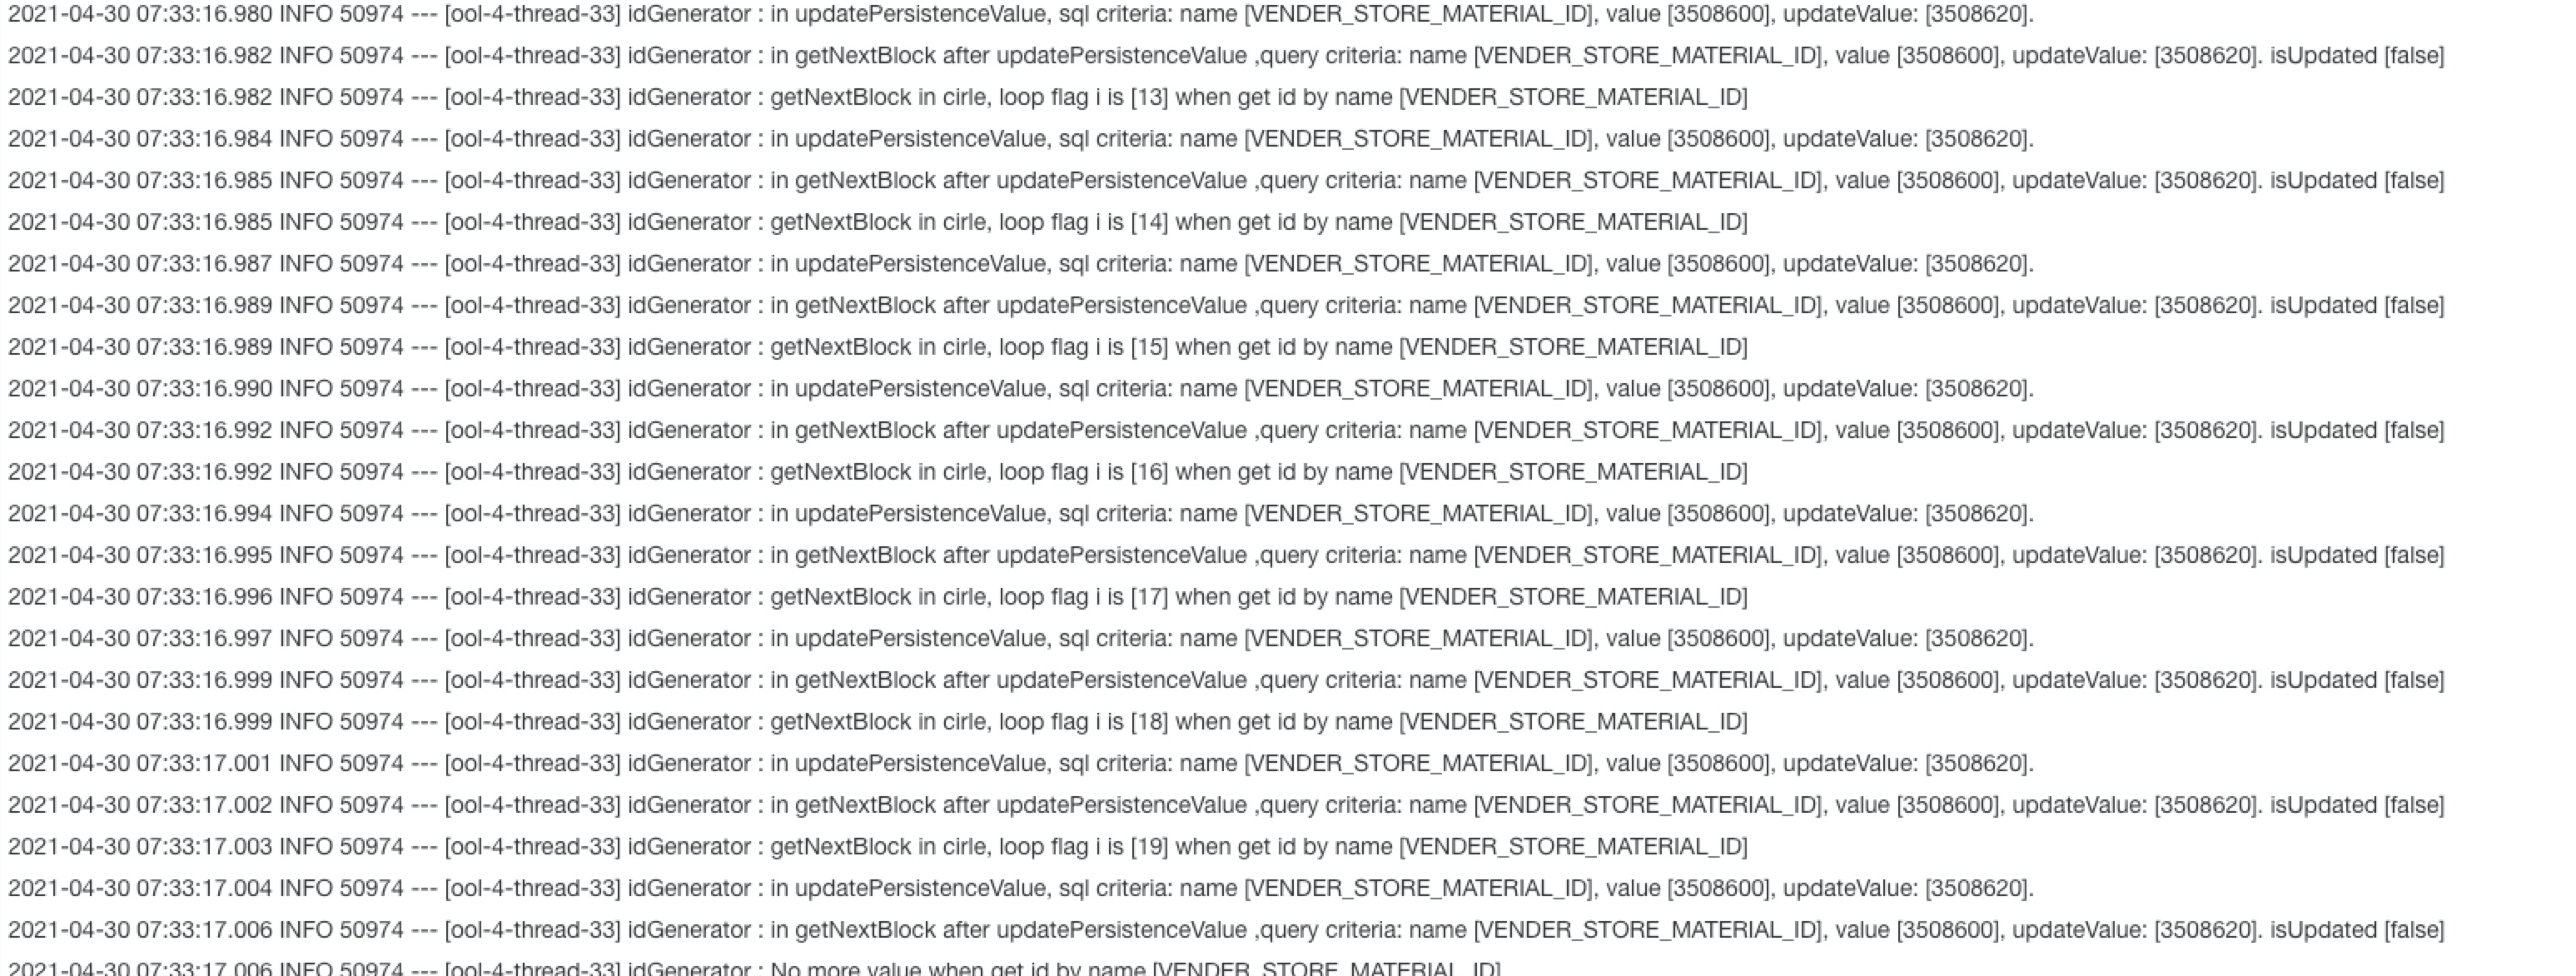 2021-04-30 07:33:16.980 INFO 50974 --- [ool-4-thread-33] idGenerator : in updatePersistenceValue, sql criteria: name [VENDER_STORE_MATERIAL_ID], value [3508600], updateValue: [3508620].
2021-04-30 07:33:16.982 INFO 50974 --- [ool-4-thread-33] idGenerator : in getNextBlock after updatePersistenceValue ,query criteria: name [VENDER_STORE_MATERIAL_ID], value [3508600], updateValue: [3508620]. isUpdated [false]
2021-04-30 07:33:16.982 INFO 50974 --- [ool-4-thread-33] idGenerator : getNextBlock in cirle, loop flag i is [13] when get id by name [VENDER_STORE_MATERIAL_ID]
2021-04-30 07:33:16.984 INFO 50974 --- [ool-4-thread-33] idGenerator : in updatePersistenceValue, sql criteria: name [VENDER_STORE_MATERIAL_ID], value [3508600], updateValue: [3508620].
2021-04-30 07:33:16.985 INFO 50974 --- [ool-4-thread-33] idGenerator : in getNextBlock after updatePersistenceValue ,query criteria: name [VENDER_STORE_MATERIAL_ID], value [3508600], updateValue: [3508620]. isUpdated [false]
2021-04-30 07:33:16.985 INFO 50974 --- [ool-4-thread-33] idGenerator : getNextBlock in cirle, loop flag i is [14] when get id by name [VENDER_STORE_MATERIAL_ID]
2021-04-30 07:33:16.987 INFO 50974 --- [ool-4-thread-33] idGenerator : in updatePersistenceValue, sql criteria: name [VENDER_STORE_MATERIAL_ID], value [3508600], updateValue: [3508620].
2021-04-30 07:33:16.989 INFO 50974 --- [ool-4-thread-33] idGenerator : in getNextBlock after updatePersistenceValue ,query criteria: name [VENDER_STORE_MATERIAL_ID], value [3508600], updateValue: [3508620]. isUpdated [false]
2021-04-30 07:33:16.989 INFO 50974 --- [ool-4-thread-33] idGenerator : getNextBlock in cirle, loop flag i is [15] when get id by name [VENDER_STORE_MATERIAL_ID]
2021-04-30 07:33:16.990 INFO 50974 --- [ool-4-thread-33] idGenerator : in updatePersistenceValue, sql criteria: name [VENDER_STORE_MATERIAL_ID], value [3508600], updateValue: [3508620].
2021-04-30 07:33:16.992 INFO 50974 --- [ool-4-thread-33] idGenerator : in getNextBlock after updatePersistenceValue ,query criteria: name [VENDER_STORE_MATERIAL_ID], value [3508600], updateValue: [3508620]. isUpdated [false]
2021-04-30 07:33:16.992 INFO 50974 --- [ool-4-thread-33] idGenerator : getNextBlock in cirle, loop flag i is [16] when get id by name [VENDER_STORE_MATERIAL_ID]
2021-04-30 07:33:16.994 INFO 50974 --- [ool-4-thread-33] idGenerator : in updatePersistenceValue, sql criteria: name [VENDER_STORE_MATERIAL_ID], value [3508600], updateValue: [3508620].
2021-04-30 07:33:16.995 INFO 50974 --- [ool-4-thread-33] idGenerator : in getNextBlock after updatePersistenceValue ,query criteria: name [VENDER_STORE_MATERIAL_ID], value [3508600], updateValue: [3508620]. isUpdated [false]
2021-04-30 07:33:16.996 INFO 50974 --- [ool-4-thread-33] idGenerator : getNextBlock in cirle, loop flag i is [17] when get id by name [VENDER_STORE_MATERIAL_ID]
2021-04-30 07:33:16.997 INFO 50974 --- [ool-4-thread-33] idGenerator : in updatePersistenceValue, sql criteria: name [VENDER_STORE_MATERIAL_ID], value [3508600], updateValue: [3508620].
2021-04-30 07:33:16.999 INFO 50974 --- [ool-4-thread-33] idGenerator : in getNextBlock after updatePersistenceValue ,query criteria: name [VENDER_STORE_MATERIAL_ID], value [3508600], updateValue: [3508620]. isUpdated [false]
2021-04-30 07:33:16.999 INFO 50974 --- [ool-4-thread-33] idGenerator : getNextBlock in cirle, loop flag i is [18] when get id by name [VENDER_STORE_MATERIAL_ID]
2021-04-30 07:33:17.001 INFO 50974 --- [ool-4-thread-33] idGenerator : in updatePersistenceValue, sql criteria: name [VENDER_STORE_MATERIAL_ID], value [3508600], updateValue: [3508620].
2021-04-30 07:33:17.002 INFO 50974 --- [ool-4-thread-33] idGenerator : in getNextBlock after updatePersistenceValue ,query criteria: name [VENDER_STORE_MATERIAL_ID], value [3508600], updateValue: [3508620]. isUpdated [false]
2021-04-30 07:33:17.003 INFO 50974 --- [ool-4-thread-33] idGenerator : getNextBlock in cirle, loop flag i is [19] when get id by name [VENDER_STORE_MATERIAL_ID]
2021-04-30 07:33:17.004 INFO 50974 --- [ool-4-thread-33] idGenerator : in updatePersistenceValue, sql criteria: name [VENDER_STORE_MATERIAL_ID], value [3508600], updateValue: [3508620].
2021-04-30 07:33:17.006 INFO 50974 --- [ool-4-thread-33] idGenerator : in getNextBlock after updatePersistenceValue ,query criteria: name [VENDER_STORE_MATERIAL_ID], value [3508600], updateValue: [3508620]. isUpdated [false]
2021-04-30 07:33:17.006 INFO 50974 --- [ool-4-thread-33] idGenerator : No more value when get id by name [VENDER_STORE_MATERIAL_ID]